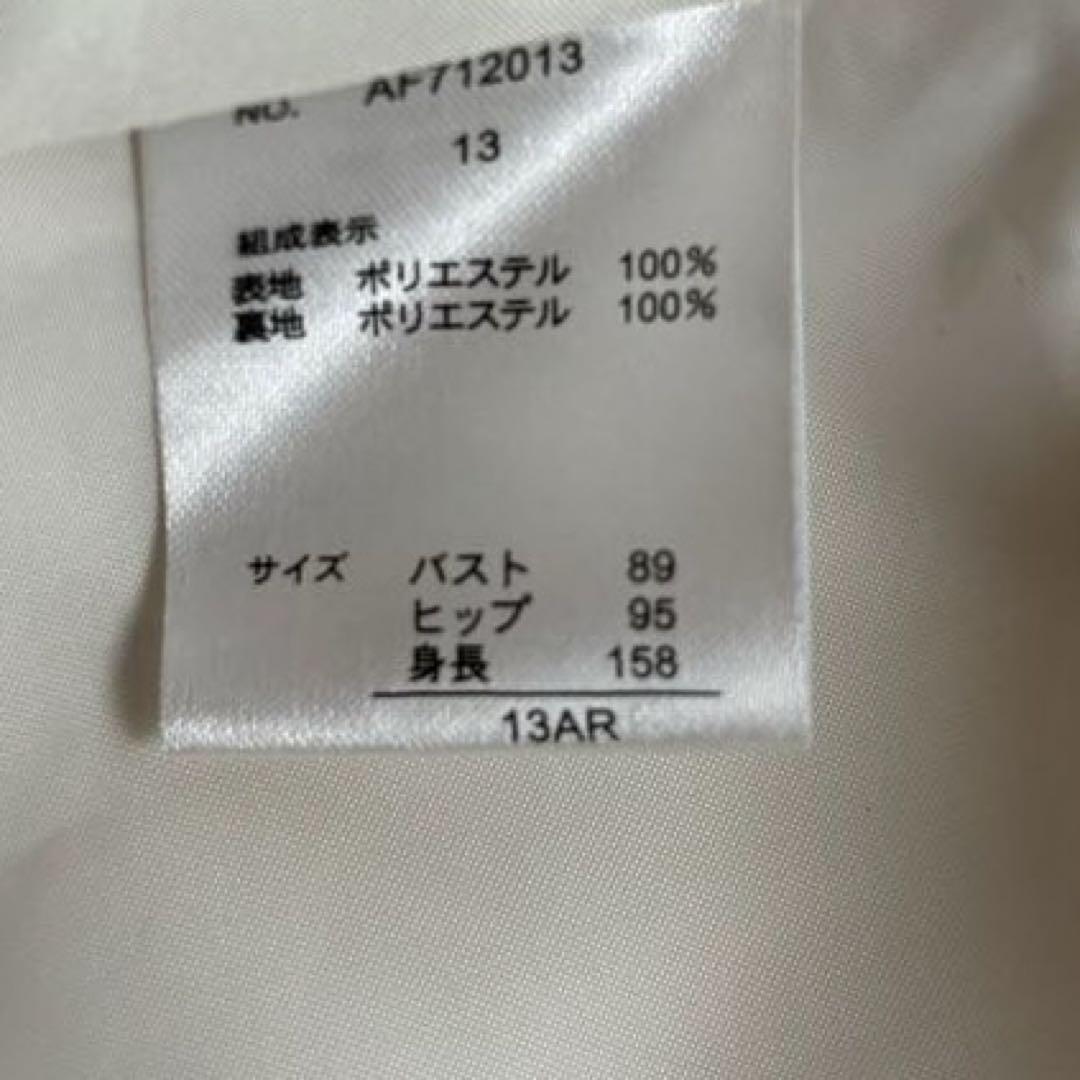 NO. AF712013
13
組成表示
表地 ポリエステル 100%
裏地 ポリエステル 100%
サイズ バスト 89
ヒップ 95
身長 158
13AR